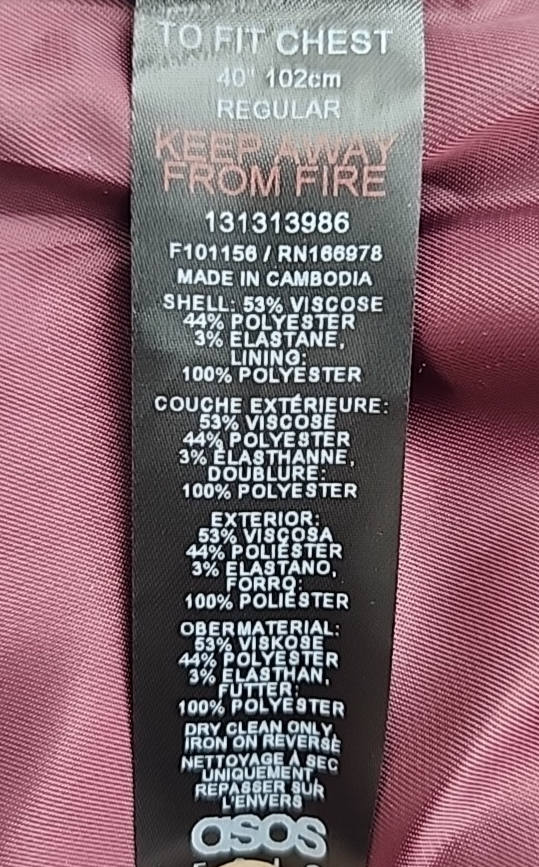 TO FIT CHEST
40" 102cm
REGULAR
KEEP AWAY
FROM FIRE
131313986
F101156 / RN166978
MADE IN CAMBODIA
SHELL: 53% VISCOSE
44% POLYESTER
3% ELASTANE,
LINING:
100% POLYESTER
COUCHE EXTÉRIEURE:
53% VISCOSE
44% POLYESTER
3% ÉLASTHANNE,
DOUBLURE:
100% POLYESTER
EXTERIOR:
53% VISCOSA
44% POLIÉSTER
3% ELASTANO,
FORRO:
100% POLIÉSTER
OBERMATERIAL:
53% VISKOSE
44% POLYESTER
3% ELASTHAN,
FUTTER:
100% POLYESTER
DRY CLEAN ONLY,
IRON ON REVERSE
NETTOYAGE À SEC
UNIQUEMENT,
REPASSER SUR
L'ENVERS
asos